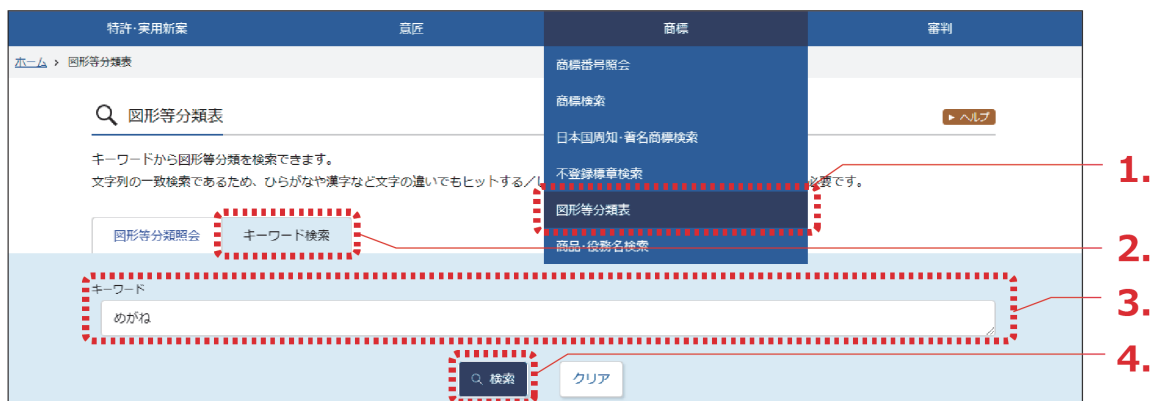 特許・実用新案 意匠 商標 審判
ホーム › 図形等分類表
商標番号照会
商標検索
日本国周知・著名商標検索
不登録標章検索
図形等分類表
商品・役務名検索
図形等分類表
▶ ヘルプ
キーワードから図形等分類を検索できます。
文字列の一致検索であるため、ひらがなや漢字など文字の違いでもヒットする／し 必要です。
図形等分類照会 キーワード検索
キーワード
めがね
検索 クリア
1.
2.
3.
4.